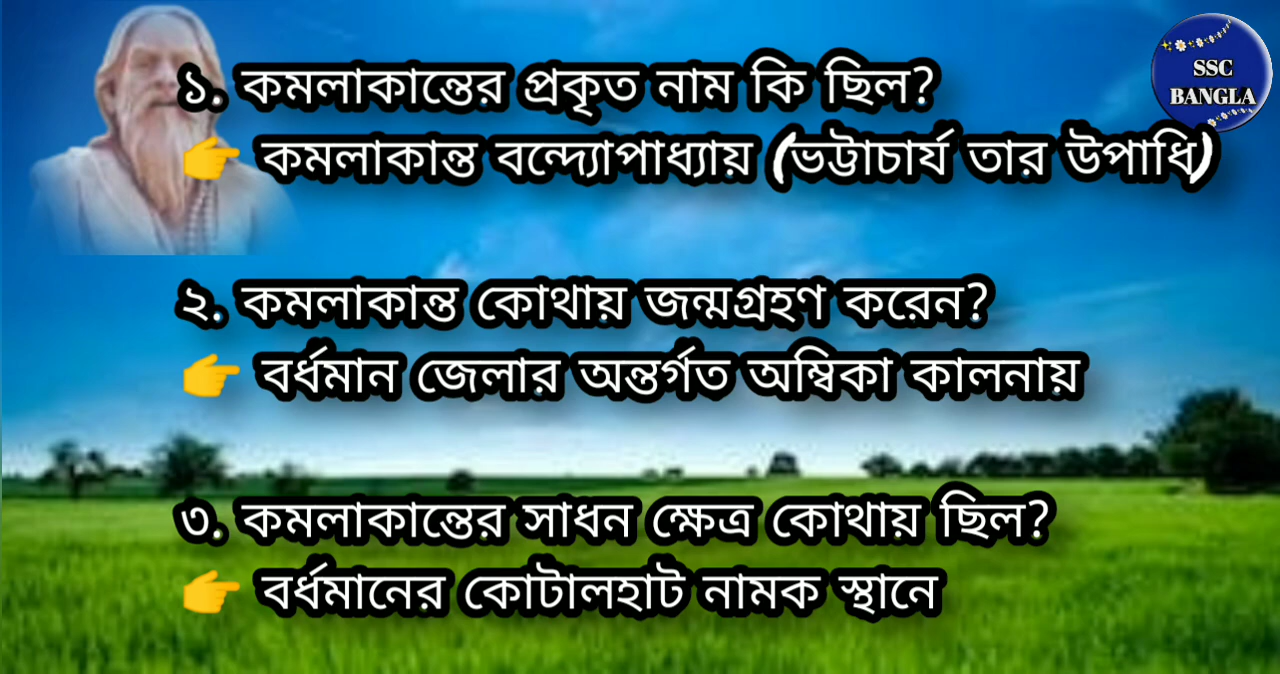 ১. কমলাকান্তের প্রকৃত নাম কি ছিল?
👉 কমলাকান্ত বন্দ্যোপাধ্যায় (ভট্টাচার্য তার উপাধি)
SSC
BANGLA
২. কমলাকান্ত কোথায় জন্মগ্রহণ করেন?
👉 বর্ধমান জেলার অন্তর্গত অম্বিকা কালনায়
৩. কমলাকান্তের সাধন ক্ষেত্র কোথায় ছিল?
👉 বর্ধমানের কোটালহাট নামক স্থানে